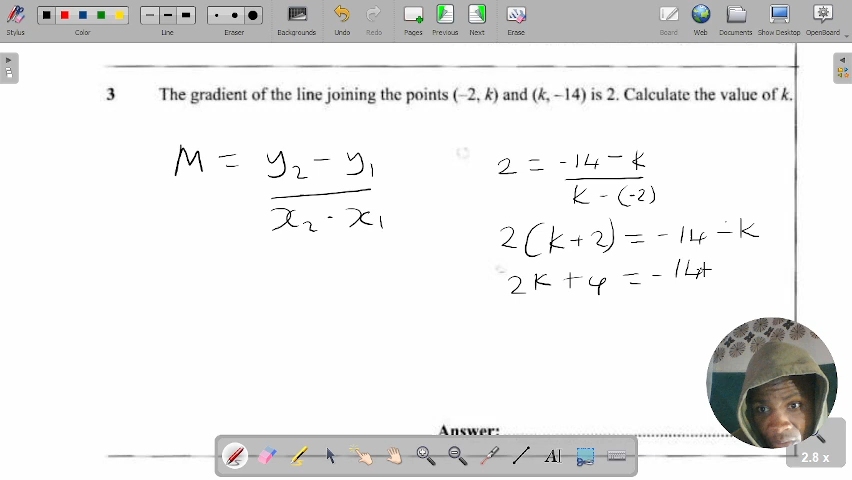 Stylus
Color
Line
Eraser
Backgrounds
Undo
Redo
Pages
Previous
Next
Erase
Board
Web
Documents
Show Desktop
OpenBoard
3 The gradient of the line joining the points (–2, k) and (k, –14) is 2. Calculate the value of k.
M = y₂ - y₁
x₂ - x₁
2 = -14 - k
k - (-2)
2(k+2) = -14 - k
2k + 4 = -14
Answer:
2.8 x